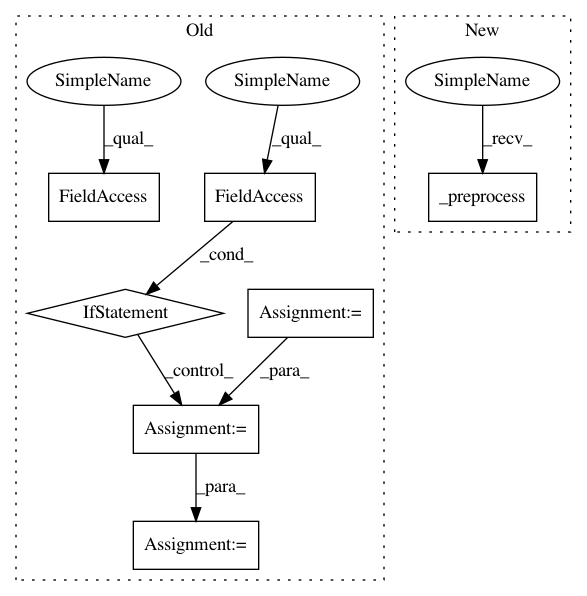 Old
New
SimpleName
SimpleName
SimpleName
_qual_
_qual_
_recv_
FieldAccess
FieldAccess
_preprocess
_cond_
IfStatement
Assignment:=
_control_
_para_
Assignment:=
_para_
Assignment:=